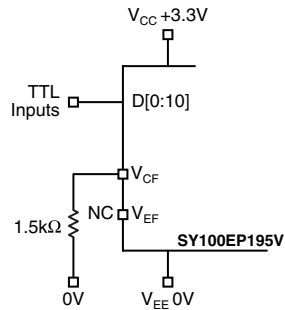 V_CC +3.3V
TTL
Inputs
D[0:10]
V_CF
NC V_EF
1.5kΩ
SY100EP195V
0V
V_EE 0V